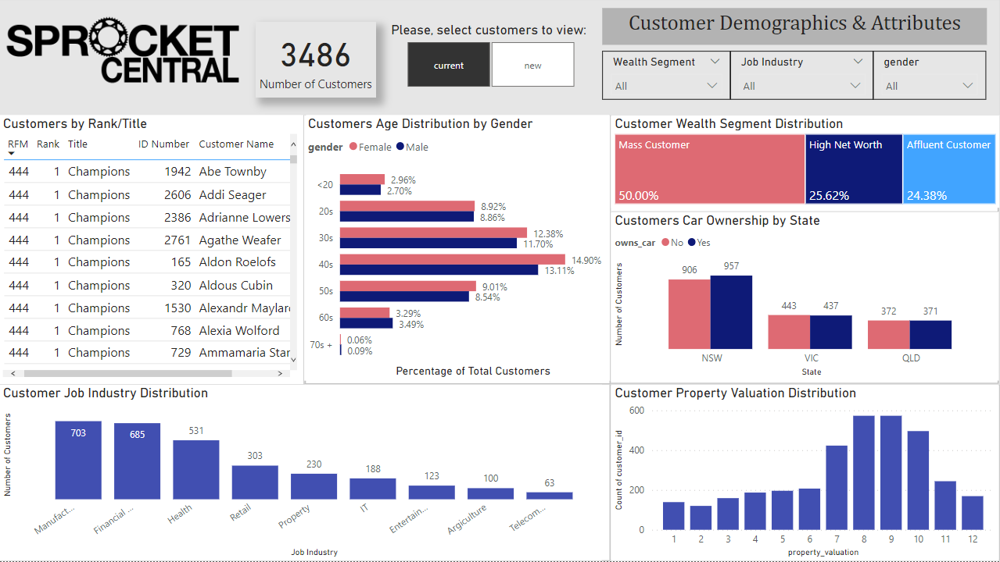 SPROCKET
CENTRAL
3486
Number of Customers
Please, select customers to view:
current
new
Customer Demographics & Attributes
Wealth Segment
All
Job Industry
All
gender
All
Customers by Rank/Title
RFM Rank Title ID Number Customer Name
444 1 Champions 1942 Abe Townby
444 1 Champions 2606 Addi Seager
444 1 Champions 2386 Adrianne Lowers
444 1 Champions 2761 Agathe Weafer
444 1 Champions 165 Aldon Roelofs
444 1 Champions 320 Aldous Cubin
444 1 Champions 1530 Alexandr Maylar
444 1 Champions 768 Alexia Wolford
444 1 Champions 729 Ammamaria Star
Customers Age Distribution by Gender
gender Female Male
<20 2.96%
2.70%
20s 8.92%
8.86%
30s 12.38%
11.70%
40s 14.90%
13.11%
50s 9.01%
8.54%
60s 3.29%
3.49%
70s + 0.06%
0.09%
Percentage of Total Customers
Customer Wealth Segment Distribution
Mass Customer
50.00%
High Net Worth
25.62%
Affluent Customer
24.38%
Customers Car Ownership by State
owns_car No Yes
Number of Customers
906 957
443 437
372 371
NSW VIC QLD
State
Customer Job Industry Distribution
Number of Customers
703 685 531 303 230 188 123 100 63
Manufact... Financial ... Health Retail Property IT Entertain... Argiculture Telecom...
Job Industry
Customer Property Valuation Distribution
Count of customer_id
600
400
200
0
1 2 3 4 5 6 7 8 9 10 11 12
property_valuation